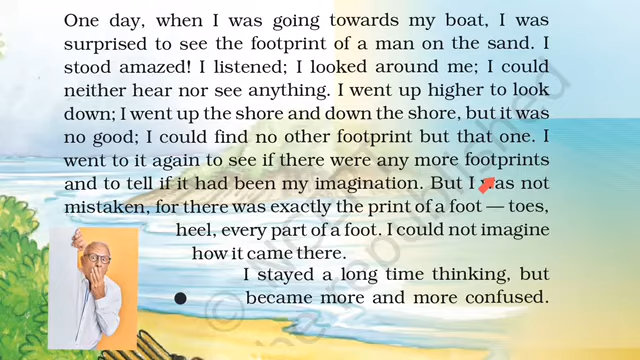 One day, when I was going towards my boat, I was
surprised to see the footprint of a man on the sand. I
stood amazed! I listened; I looked around me; I could
neither hear nor see anything. I went up higher to look
down; I went up the shore and down the shore, but it was
no good; I could find no other footprint but that one. I
went to it again to see if there were any more footprints
and to tell if it had been my imagination. But I was not
mistaken, for there was exactly the print of a foot — toes,
heel, every part of a foot. I could not imagine
how it came there.
I stayed a long time thinking, but
became more and more confused.